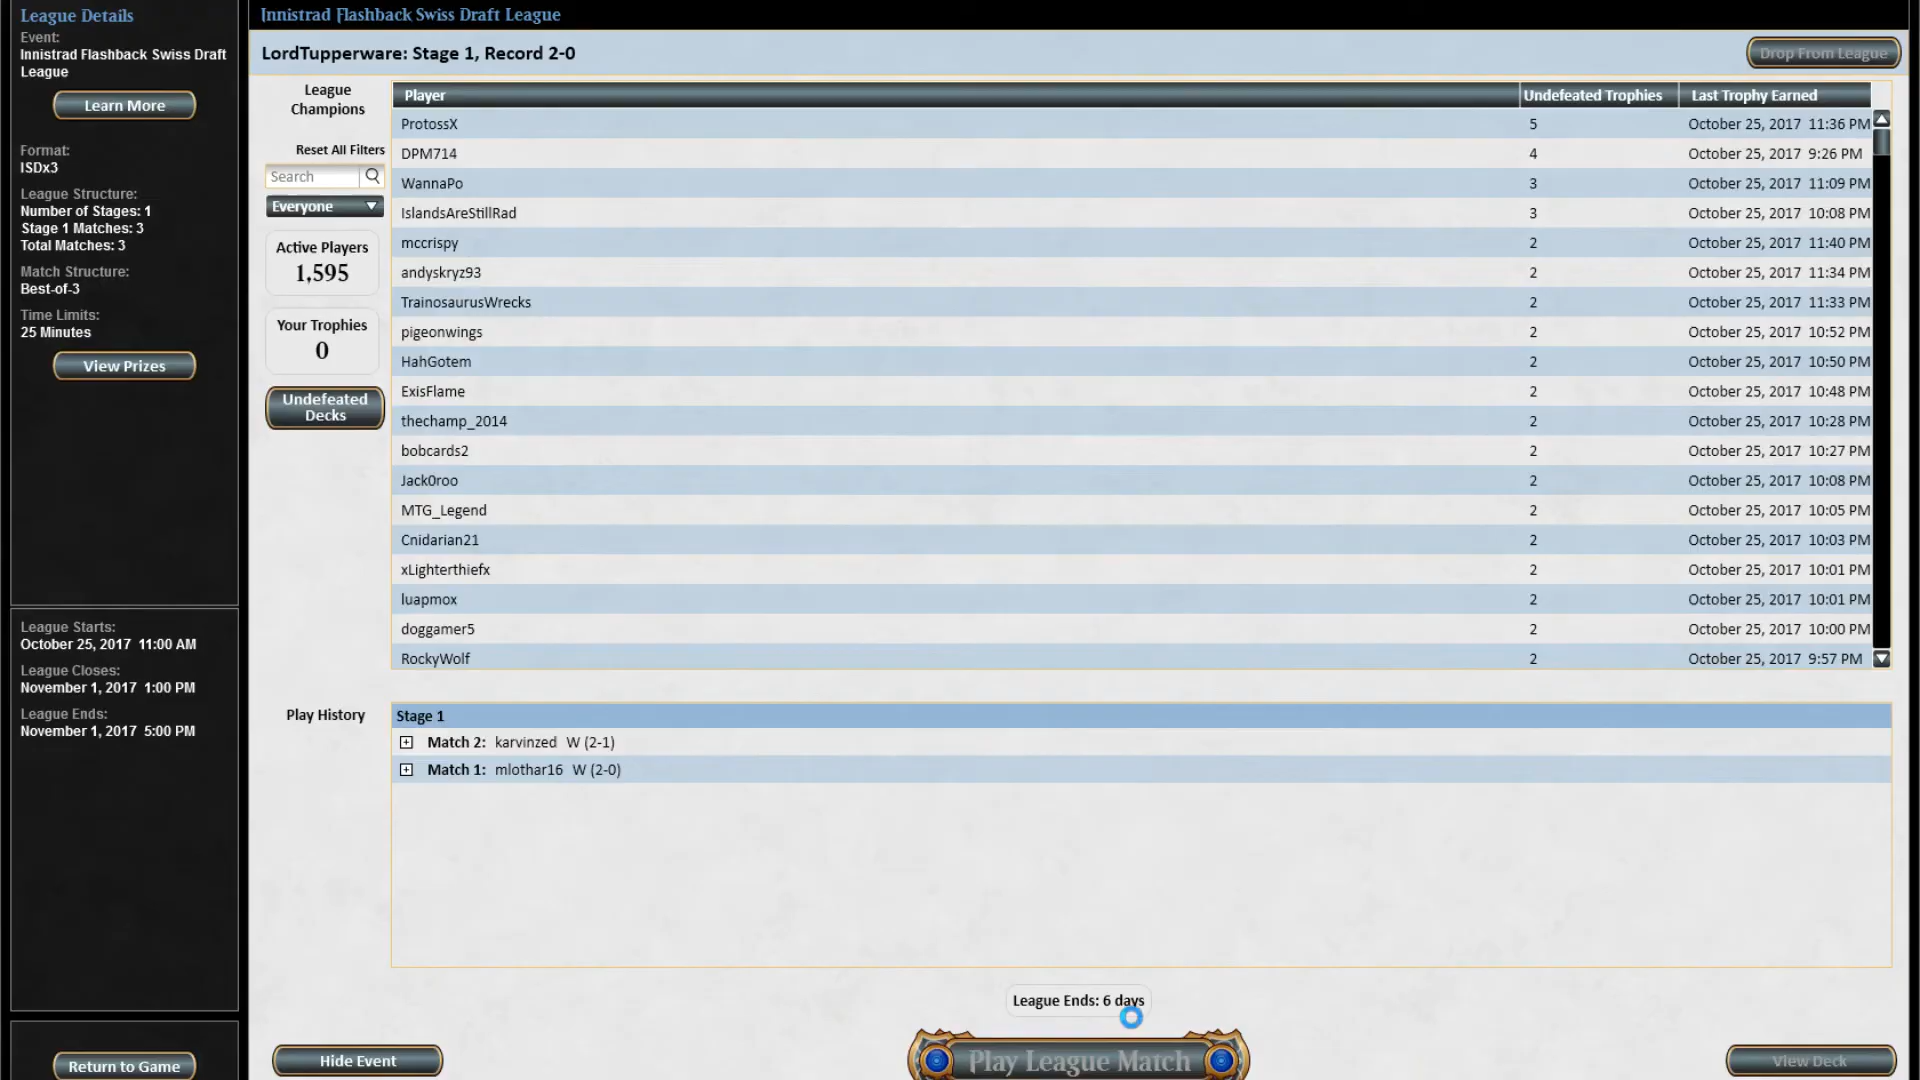 League Details
Event:
Innistrad Flashback Swiss Draft
League
Learn More
Format:
ISDx3
League Structure:
Number of Stages: 1
Stage 1 Matches: 3
Total Matches: 3
Match Structure:
Best-of-3
Time Limits:
25 Minutes
View Prizes
League Starts:
October 25, 2017 11:00 AM
League Closes:
November 1, 2017 1:00 PM
League Ends:
November 1, 2017 5:00 PM
Return to Game
Innistrad Flashback Swiss Draft League
LordTupperware: Stage 1, Record 2-0
Drop From League
League
Champions
Reset All Filters
Search
Everyone
Active Players
1,595
Your Trophies
0
Undefeated
Decks
Player Undefeated Trophies Last Trophy Earned
ProtossX 5 October 25, 2017 11:36 PM
DPM714 4 October 25, 2017 9:26 PM
WannaPo 3 October 25, 2017 11:09 PM
IslandsAreStillRad 3 October 25, 2017 10:08 PM
mccrispy 2 October 25, 2017 11:40 PM
andyskryz93 2 October 25, 2017 11:34 PM
TrainosaurusWrecks 2 October 25, 2017 11:33 PM
pigeonwings 2 October 25, 2017 10:52 PM
HahGotem 2 October 25, 2017 10:50 PM
ExisFlame 2 October 25, 2017 10:48 PM
thechamp_2014 2 October 25, 2017 10:28 PM
bobcards2 2 October 25, 2017 10:27 PM
Jack0roo 2 October 25, 2017 10:08 PM
MTG_Legend 2 October 25, 2017 10:05 PM
Cnidarian21 2 October 25, 2017 10:03 PM
xLighterthiefx 2 October 25, 2017 10:01 PM
luapmox 2 October 25, 2017 10:01 PM
doggamer5 2 October 25, 2017 10:00 PM
RockyWolf 2 October 25, 2017 9:57 PM
Play History
Stage 1
Match 2: karvinzed W (2-1)
Match 1: mlothar16 W (2-0)
League Ends: 6 days
Hide Event
Play League Match
View Deck